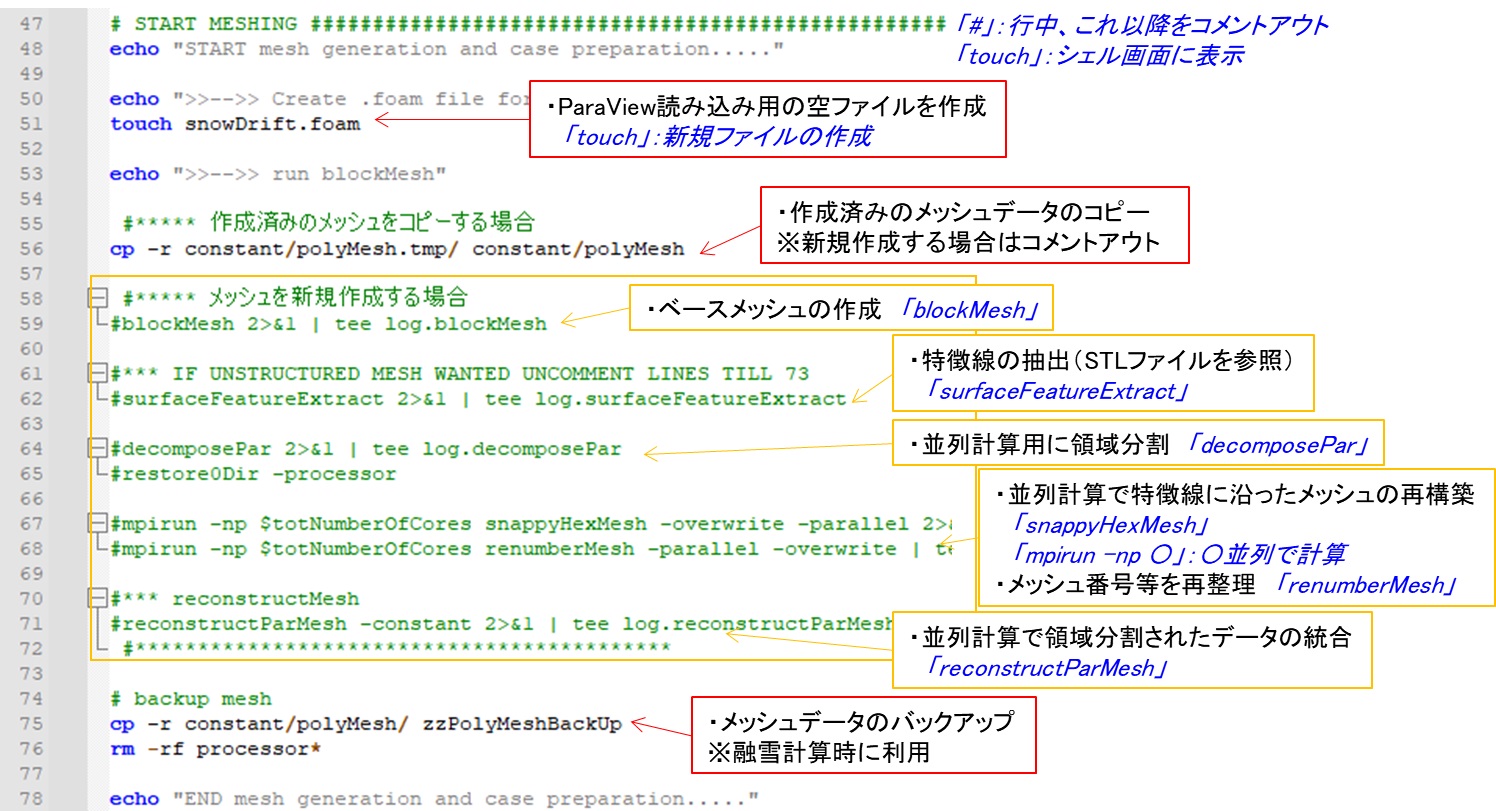 47 # START MESHING ###################################################
「#」：行中、これ以降をコメントアウト
48 echo "START mesh generation and case preparation....."
「touch」：シェル画面に表示
49
50 echo ">>-->> Create .foam file for
・ParaView読み込み用の空ファイルを作成
51 touch snowDrift.foam
「touch」：新規ファイルの作成
52
53 echo ">>-->> run blockMesh"
54
55 #***** 作成済みのメッシュをコピーする場合
・作成済みのメッシュデータのコピー
56 cp -r constant/polyMesh.tmp/ constant/polyMesh
※新規作成する場合はコメントアウト
57
58 #***** メッシュを新規作成する場合
59 #blockMesh 2>&1 | tee log.blockMesh
・ベースメッシュの作成 「blockMesh」
60
61 #*** IF UNSTRUCTURED MESH WANTED UNCOMMENT LINES TILL 73
・特徴線の抽出（STLファイルを参照）
62 #surfaceFeatureExtract 2>&1 | tee log.surfaceFeatureExtract
「surfaceFeatureExtract」
63
64 #decomposePar 2>&1 | tee log.decomposePar
・並列計算用に領域分割 「decomposePar」
65 #restore0Dir -processor
66
・並列計算で特徴線に沿ったメッシュの再構築
67 #mpirun -np $totNumberOfCores snappyHexMesh -overwrite -parallel 2>&
「snappyHexMesh」
68 #mpirun -np $totNumberOfCores renumberMesh -parallel -overwrite | te
「mpirun -np 〇」：〇並列で計算
69
・メッシュ番号等を再整理 「renumberMesh」
70 #*** reconstructMesh
71 #reconstructParMesh -constant 2>&1 | tee log.reconstructParMesh
・並列計算で領域分割されたデータの統合
72 #*******************************************
「reconstructParMesh」
73
74 # backup mesh
75 cp -r constant/polyMesh/ zzPolyMeshBackUp
・メッシュデータのバックアップ
76 rm -rf processor*
※融雪計算時に利用
77
78 echo "END mesh generation and case preparation....."